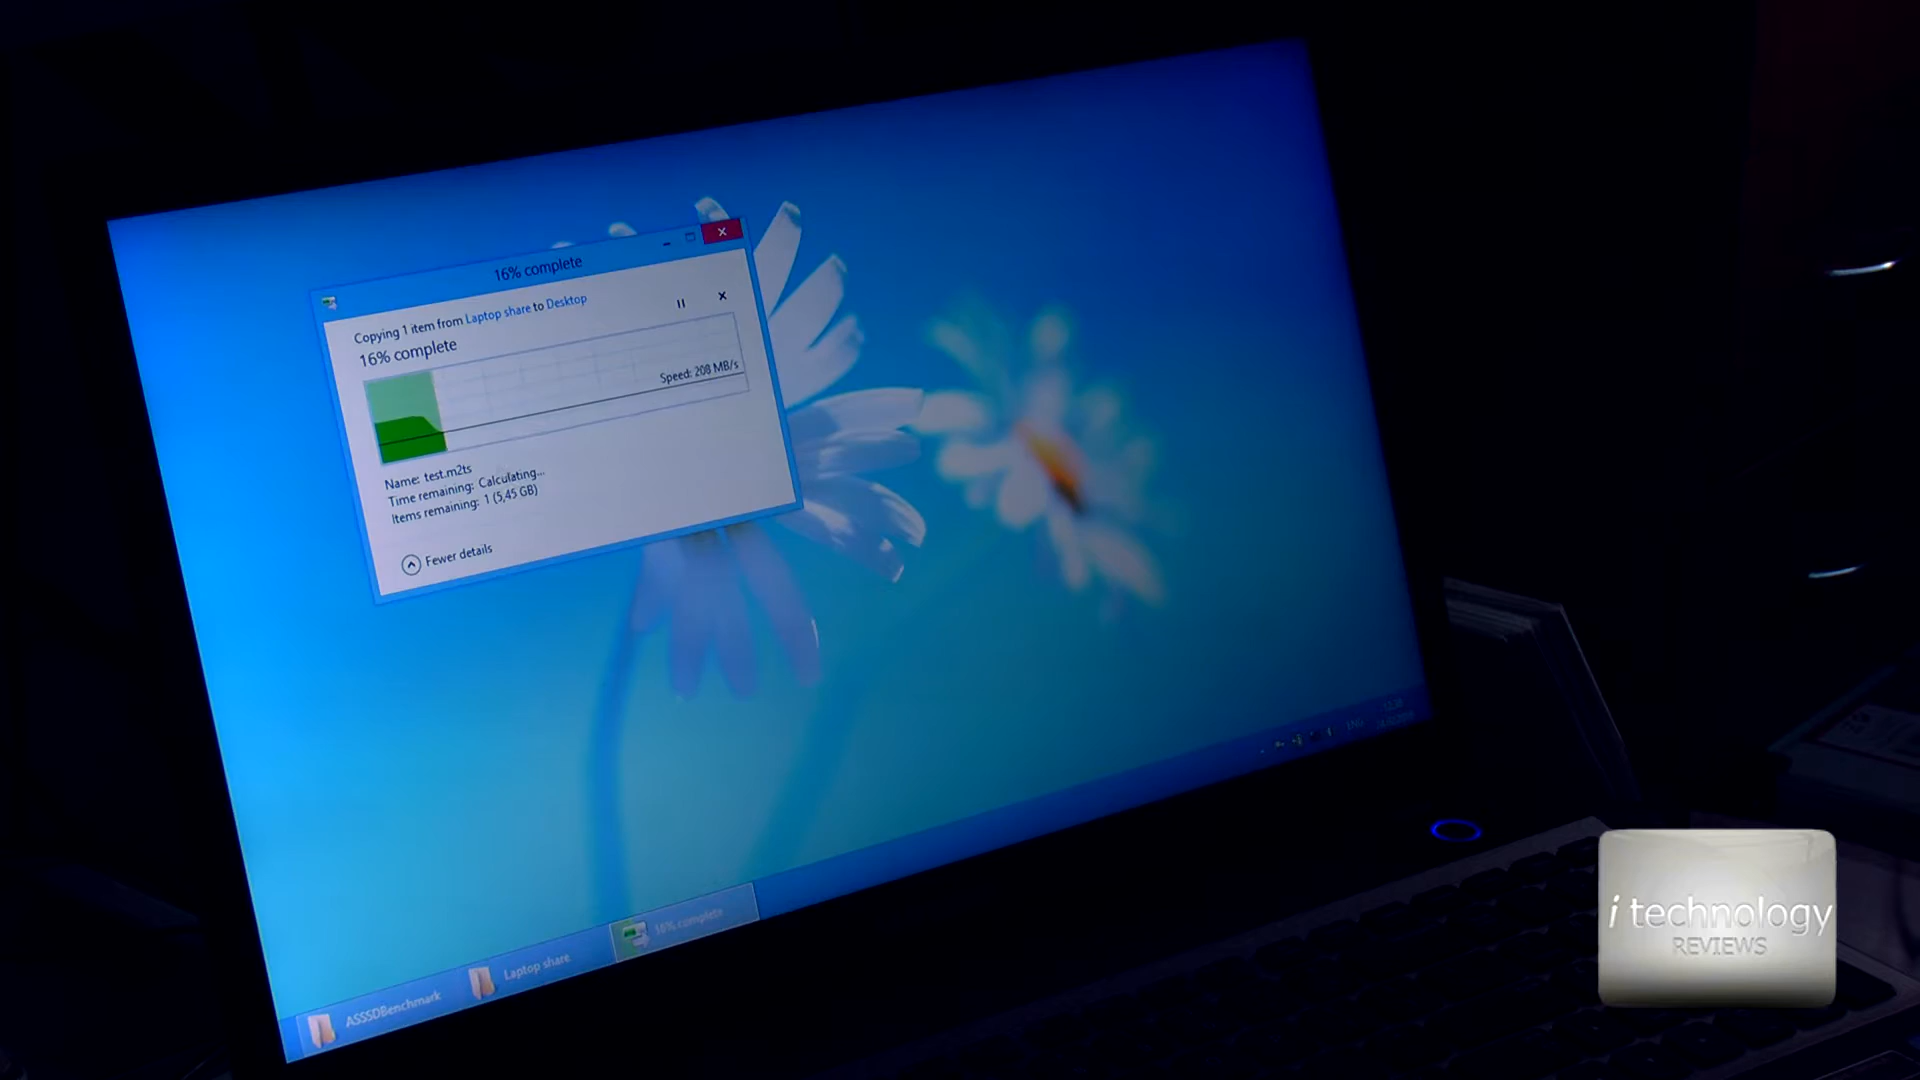 16% complete
Copying 1 item from Laptop share to Desktop
16% complete
Speed: 208 MB/s
Name: test.m2ts
Time remaining: Calculating...
Items remaining: 1 (5,45 GB)
Fewer details
ENG
16% complete
Laptop share
ASSSDBenchmark
i technology
REVIEWS